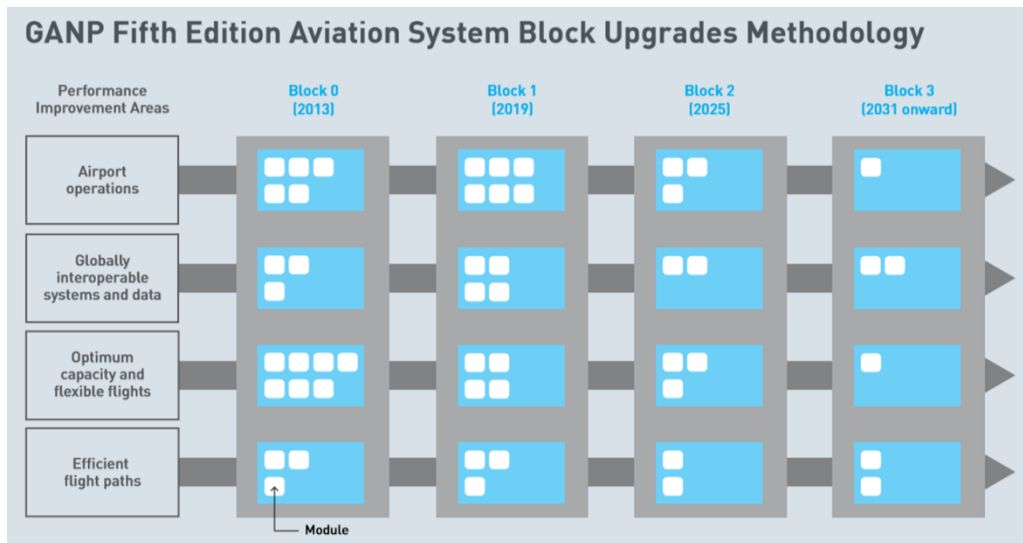 GANP Fifth Edition Aviation System Block Upgrades Methodology
Performance
Improvement Areas
Block 0
(2013)
Block 1
(2019)
Block 2
(2025)
Block 3
(2031 onward)
Airport
operations
Globally
interoperable
systems and data
Optimum
capacity and
flexible flights
Efficient
flight paths
Module